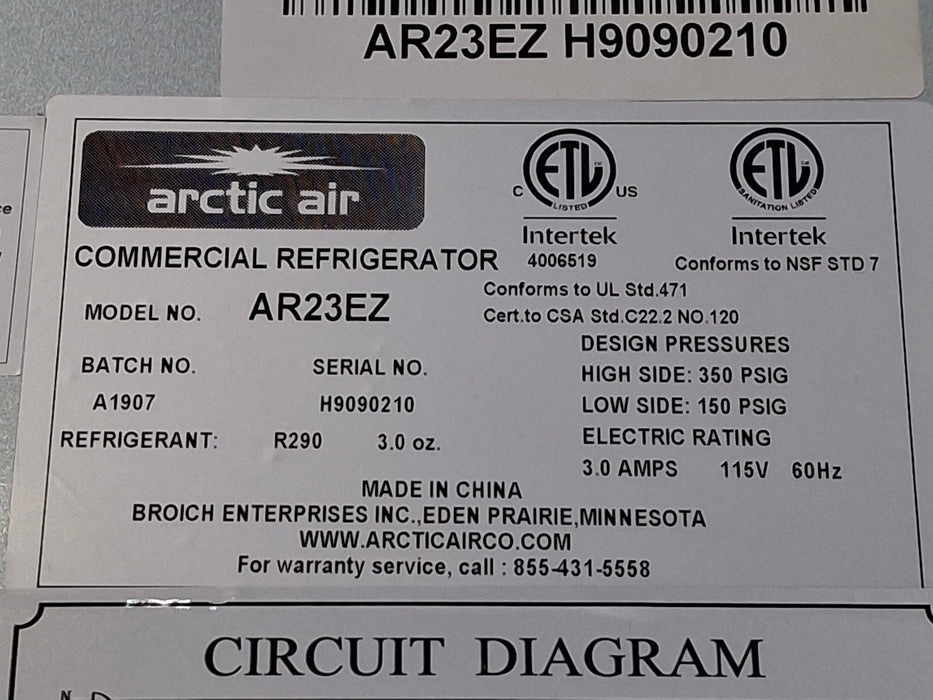 AR23EZ H9090210
arctic air
ETL
C US
LISTED
Intertek
4006519
ETL
SANITATION LISTED
Intertek
Conforms to NSF STD 7
COMMERCIAL REFRIGERATOR
Conforms to UL Std.471
Cert.to CSA Std.C22.2 NO.120
MODEL NO. AR23EZ
DESIGN PRESSURES
HIGH SIDE: 350 PSIG
LOW SIDE: 150 PSIG
BATCH NO. SERIAL NO.
A1907 H9090210
REFRIGERANT: R290 3.0 oz.
ELECTRIC RATING
3.0 AMPS 115V 60Hz
MADE IN CHINA
BROICH ENTERPRISES INC.,EDEN PRAIRIE,MINNESOTA
WWW.ARCTICAIRCO.COM
For warranty service, call : 855-431-5558
CIRCUIT DIAGRAM
N